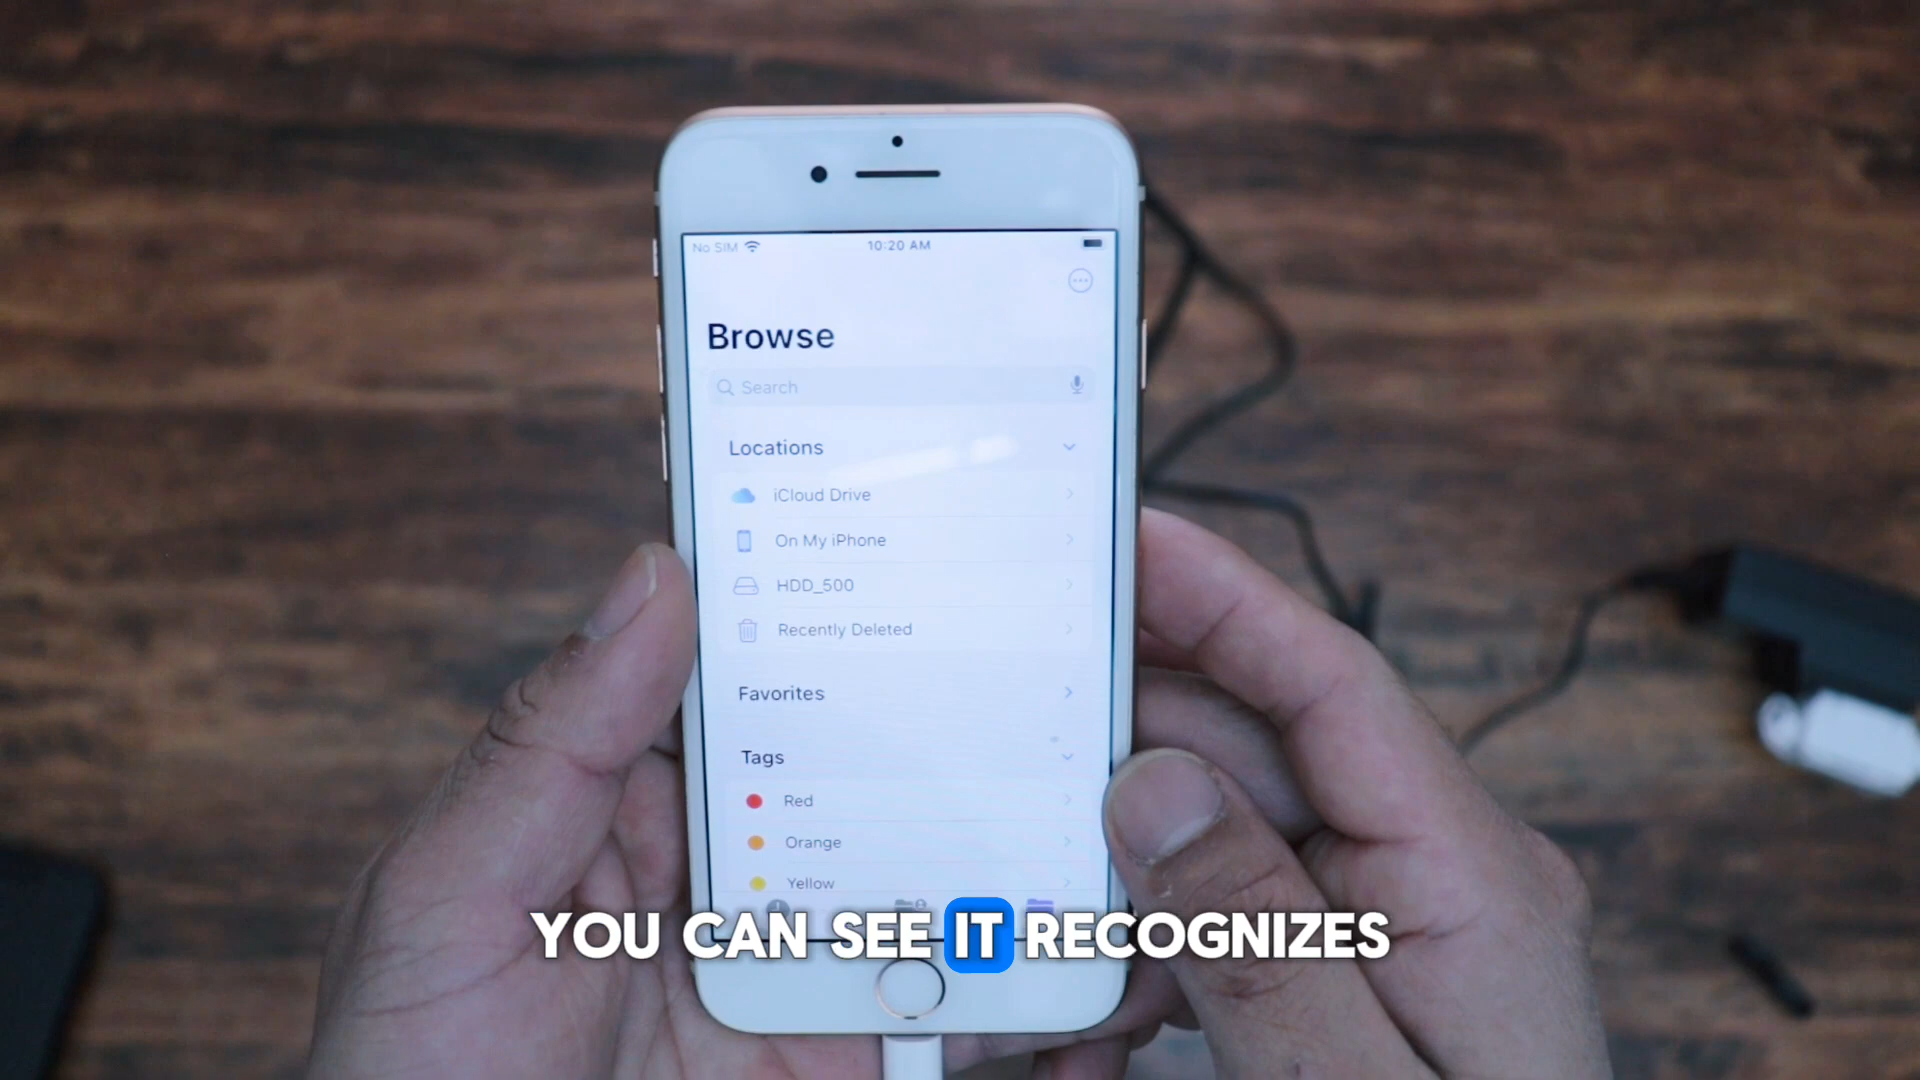 No SIM 10:20 AM
Browse
Search
Locations
iCloud Drive
On My iPhone
HDD_500
Recently Deleted
Favorites
Tags
Red
Orange
Yellow
YOU CAN SEE IT RECOGNIZES